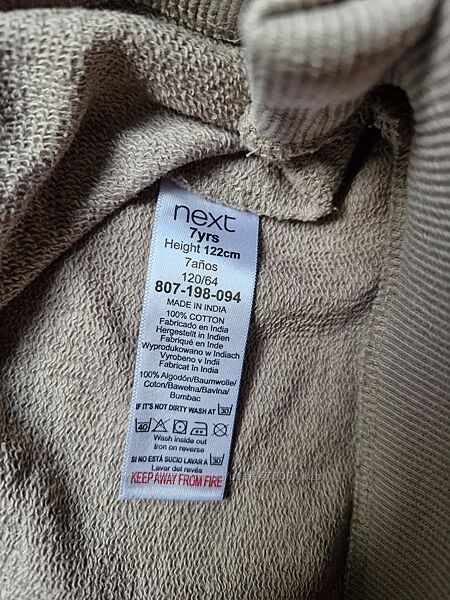 next
7yrs
Height 122cm
7años
120/64
807-198-094
MADE IN INDIA
100% COTTON
Fabricado en India
Hergestellt in Indien
Fabriqué en Inde
Wyprodukowano w Indiach
Vyrobeno v Indii
Fabricat în India
100% Algodón/Baumwolle/
Coton/Bawełna/Bavlna/
Bumbac
IF IT'S NOT DIRTY WASH AT 30
40
Wash inside out
Iron on reverse
SI NO ESTÁ SUCIO LAVAR A 30
Lavar del revés
KEEP AWAY FROM FIRE